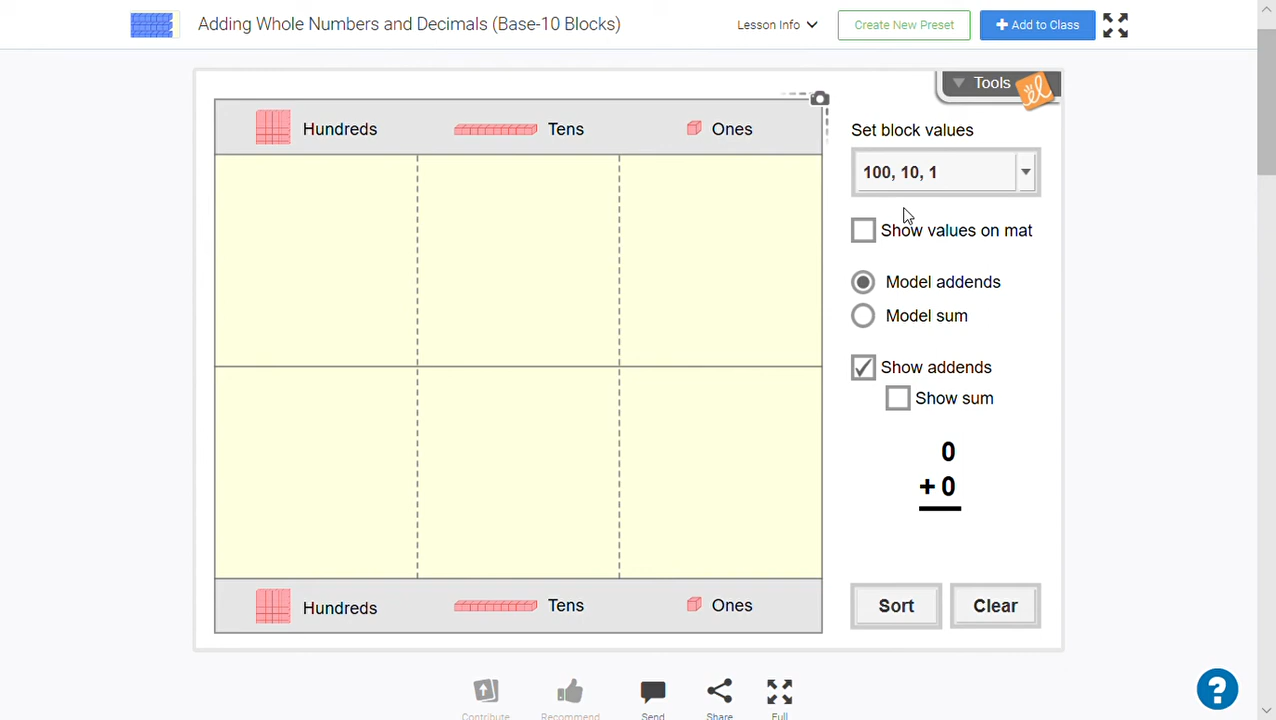 Adding Whole Numbers and Decimals (Base-10 Blocks)
Lesson Info
Create New Preset
+ Add to Class
Tools
Hundreds
Tens
Ones
Set block values
100, 10, 1
Show values on mat
Model addends
Model sum
Show addends
Show sum
0
+ 0
Hundreds
Tens
Ones
Sort
Clear
Contribute
Recommend
Send
Share
Full
?